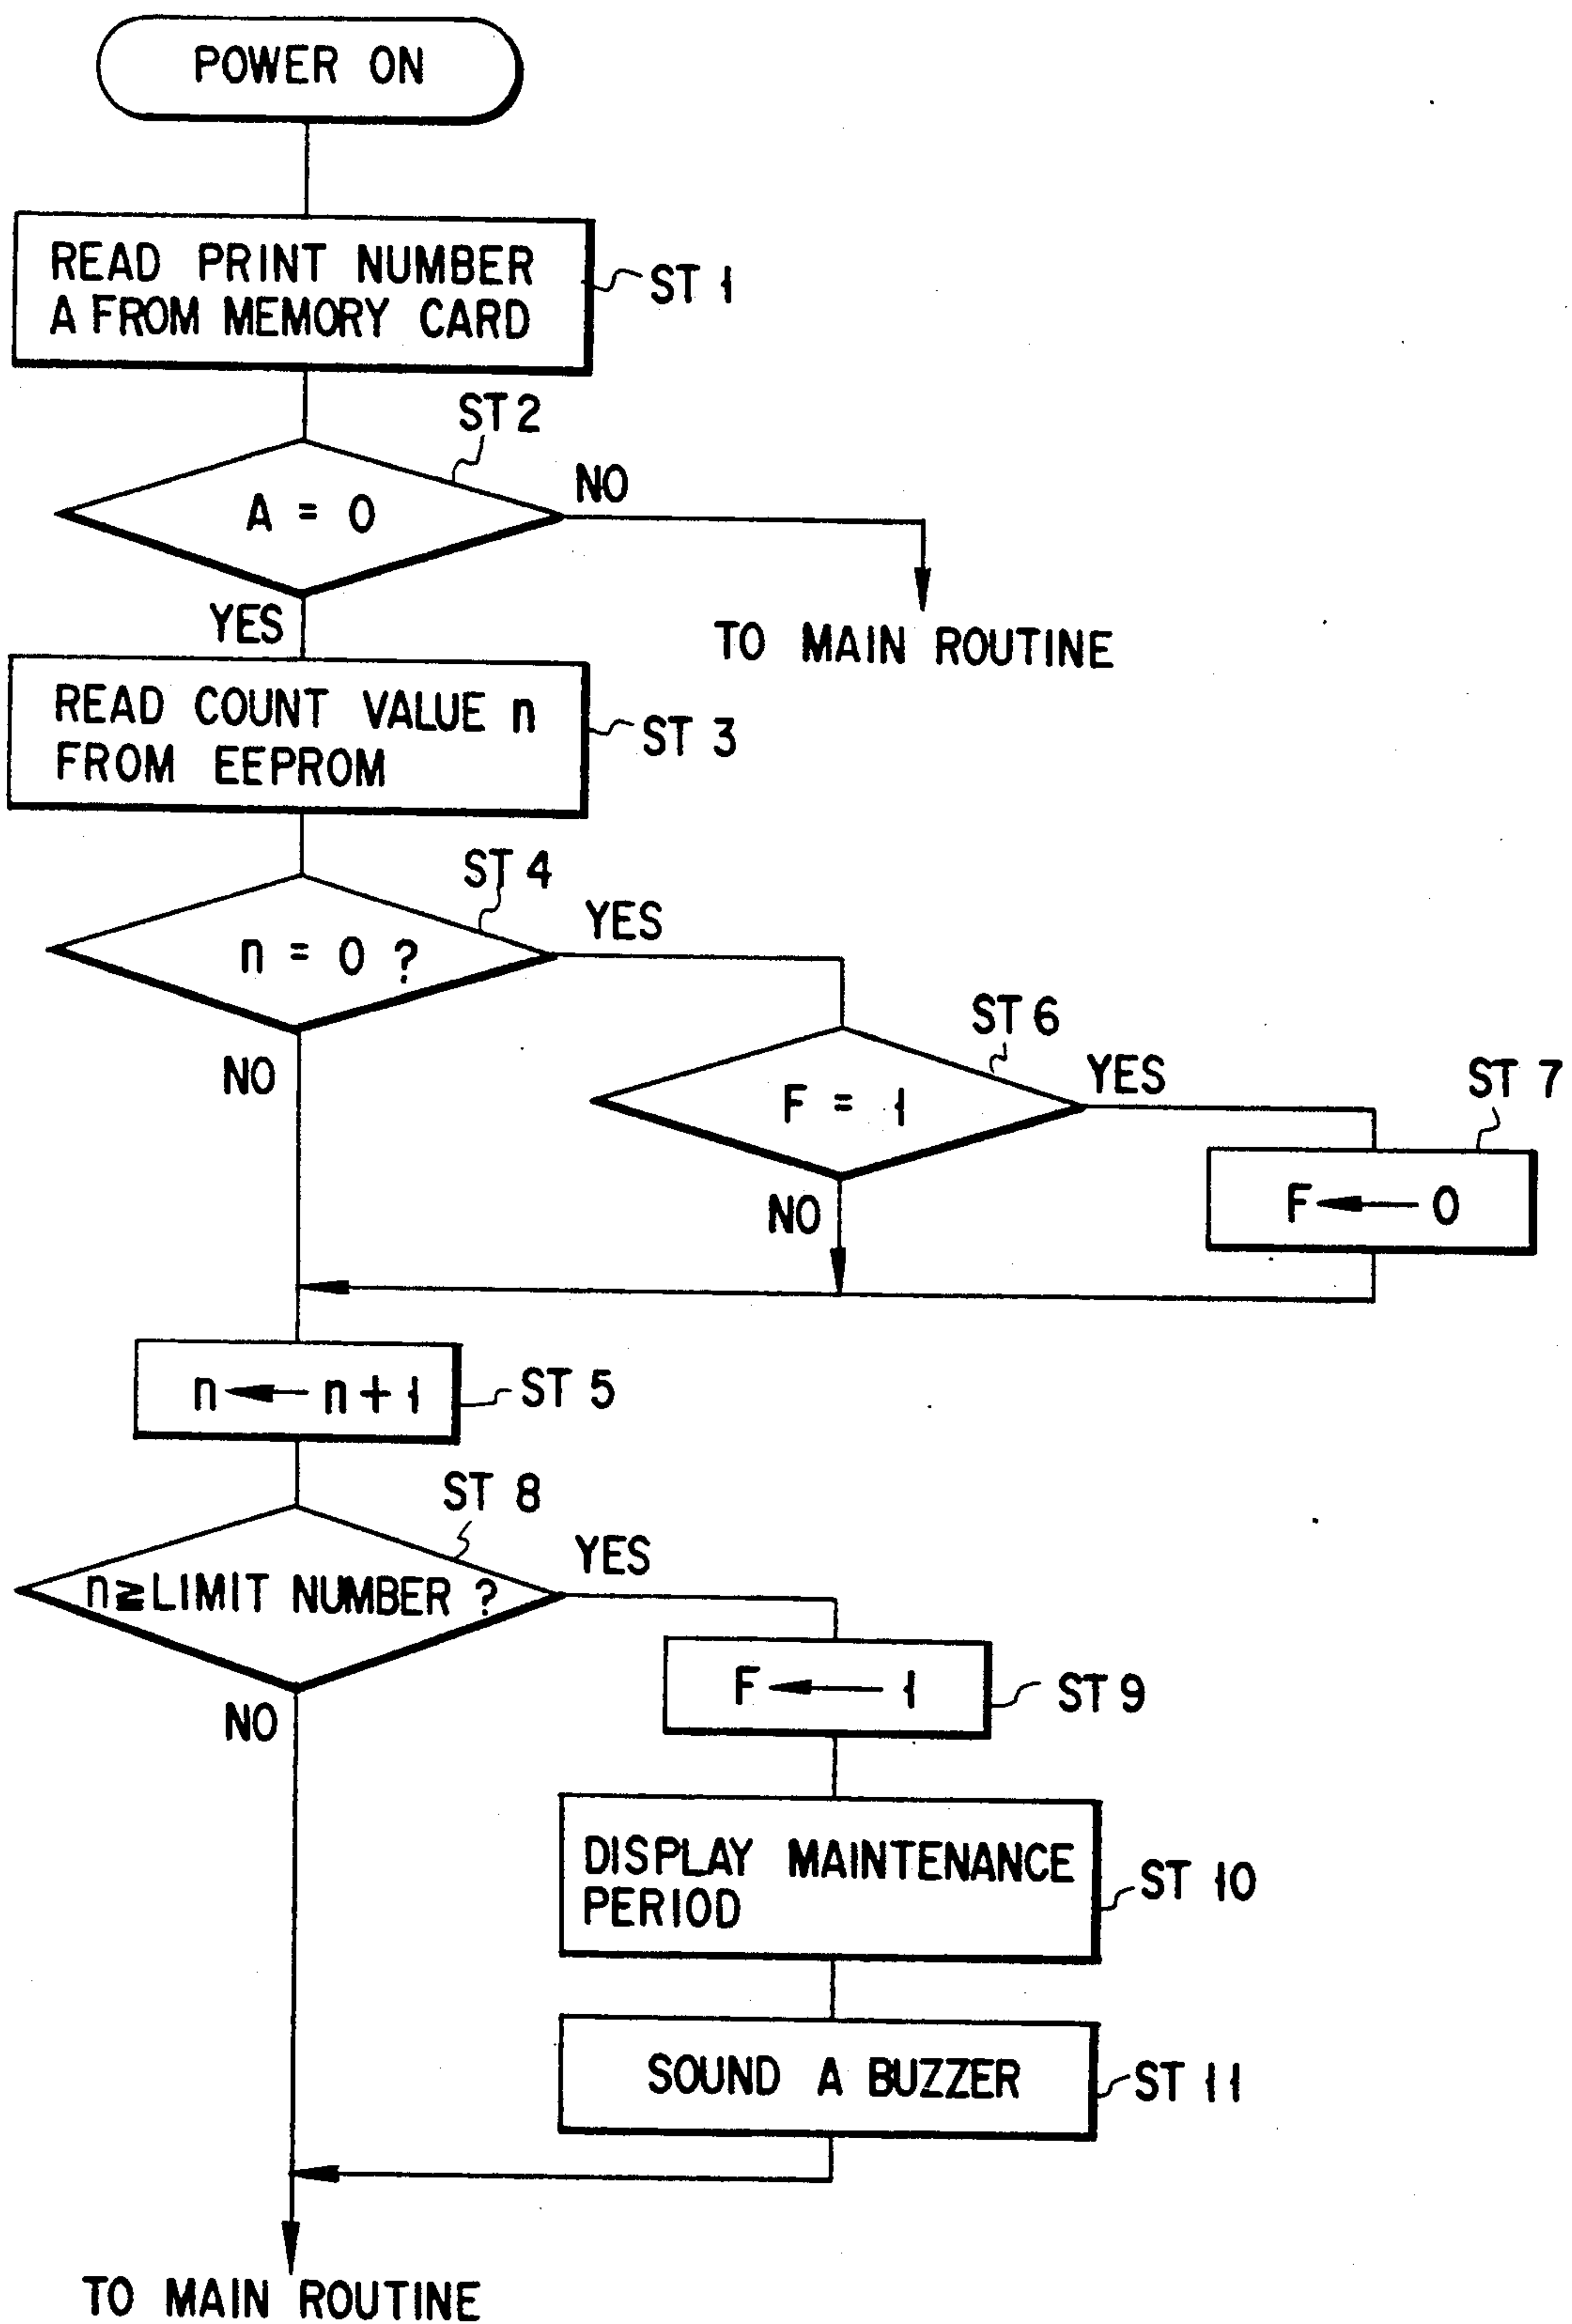 POWER ON
READ PRINT NUMBER
A FROM MEMORY CARD
ST 1
ST 2
A = 0
NO
TO MAIN ROUTINE
YES
READ COUNT VALUE n
FROM EEPROM
ST 3
ST 4
n = 0 ?
YES
NO
ST 6
F = 1
YES
NO
ST 7
F ← 0
n ← n + 1
ST 5
ST 8
n ≧ LIMIT NUMBER ?
YES
NO
F ← 1
ST 9
DISPLAY MAINTENANCE
PERIOD
ST 10
SOUND A BUZZER
ST 11
TO MAIN ROUTINE